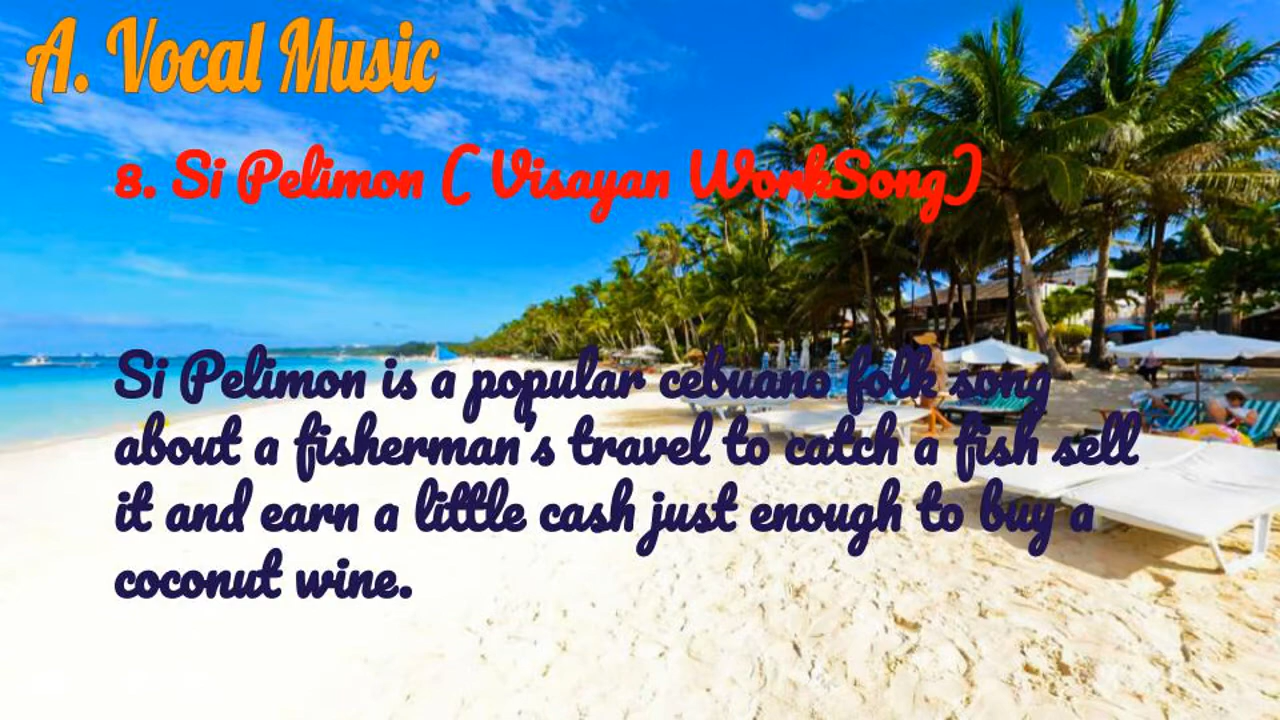 A. Vocal Music
8. Si Pelimon ( Visayan WorkSong)
Si Pelimon is a popular cebuano folk song
about a fisherman's travel to catch a fish sell
it and earn a little cash just enough to buy a
coconut wine.